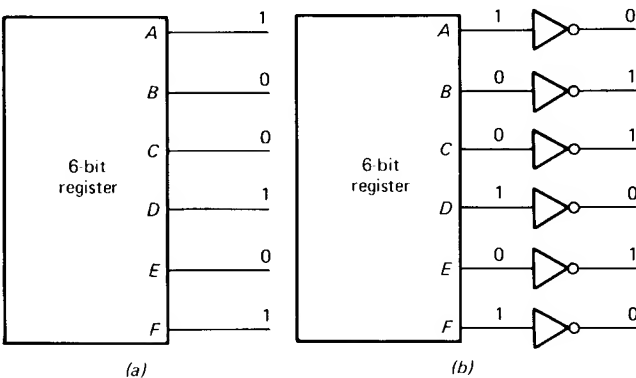 A 1
B 0
C 0
6-bit
register
D 1
E 0
F 1
(a)
A 1 0
B 0 1
C 0 1
6-bit
register
D 1 0
E 0 1
F 1 0
(b)